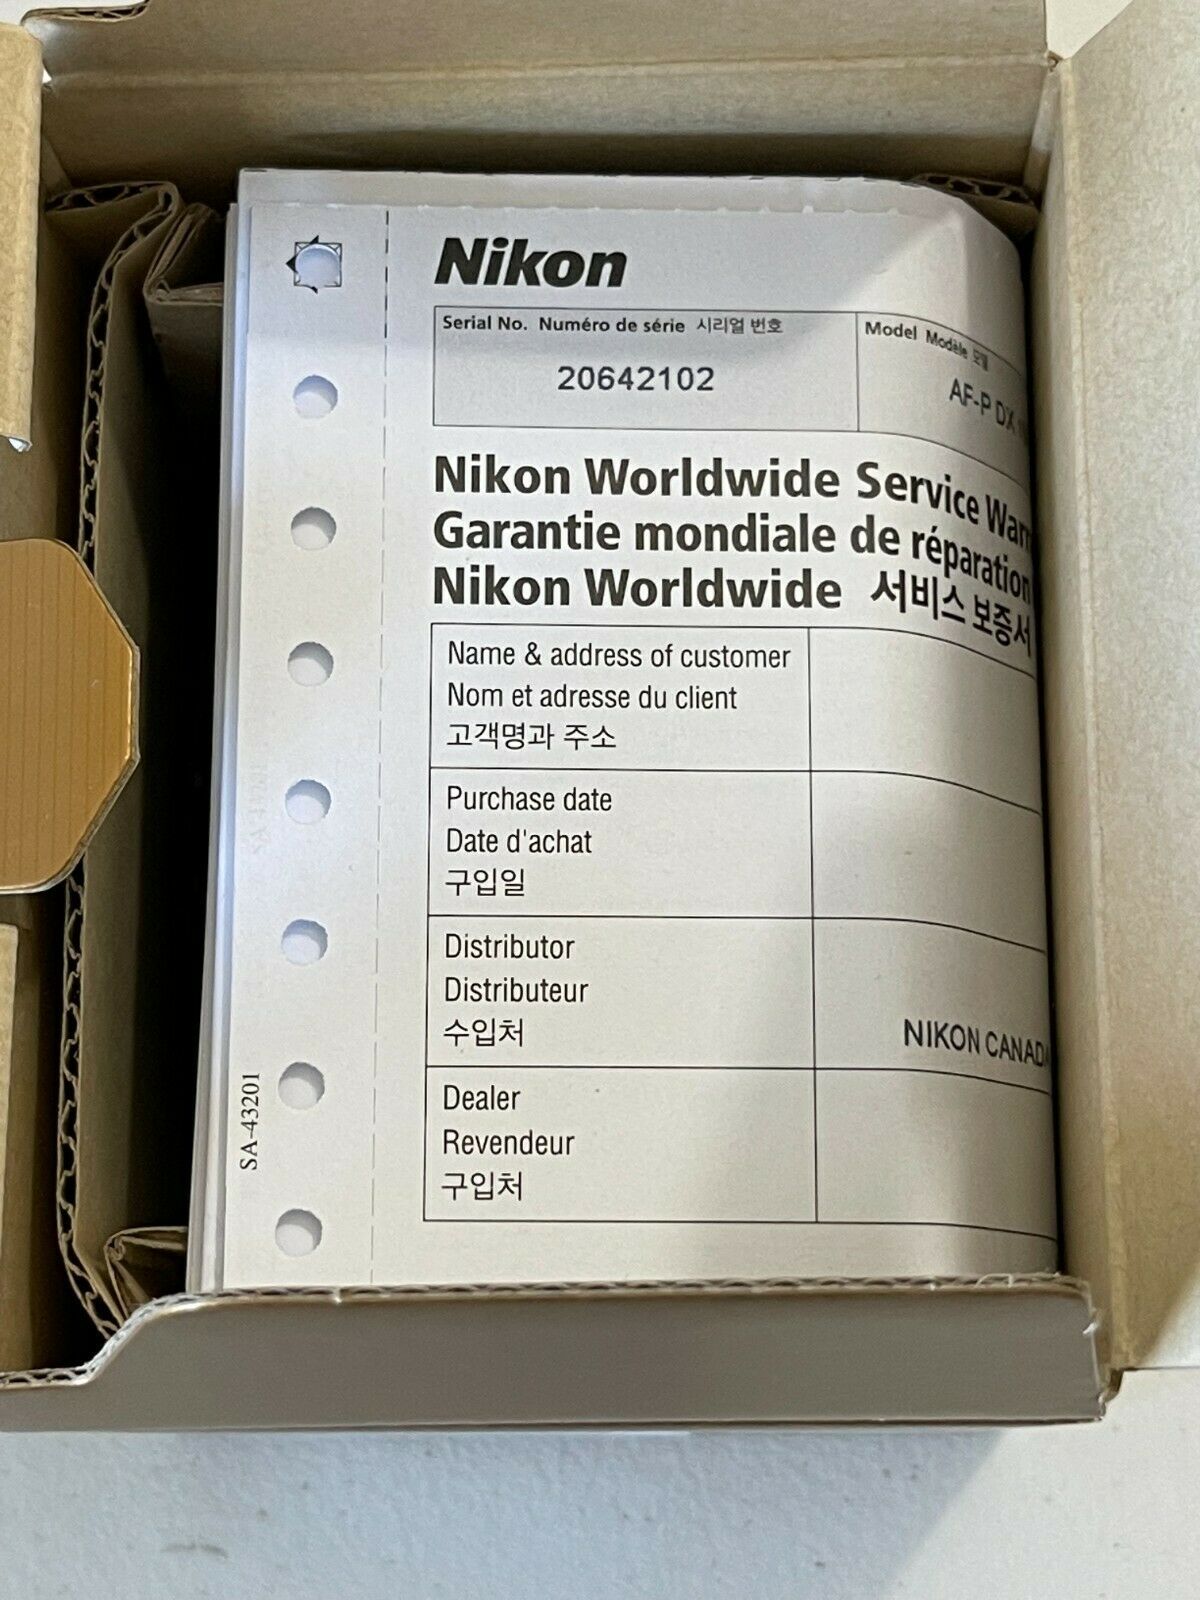 Nikon
Serial No. Numéro de série 시리얼 번호
20642102
Model Modèle 모델
AF-P DX
Nikon Worldwide Service
Garantie mondiale de réparation
Nikon Worldwide 서비스 보증서
Name & address of customer
Nom et adresse du client
고객명과 주소
Purchase date
Date d'achat
구입일
Distributor
Distributeur
수입처
NIKON CANADA
Dealer
Revendeur
구입처
SA-43201